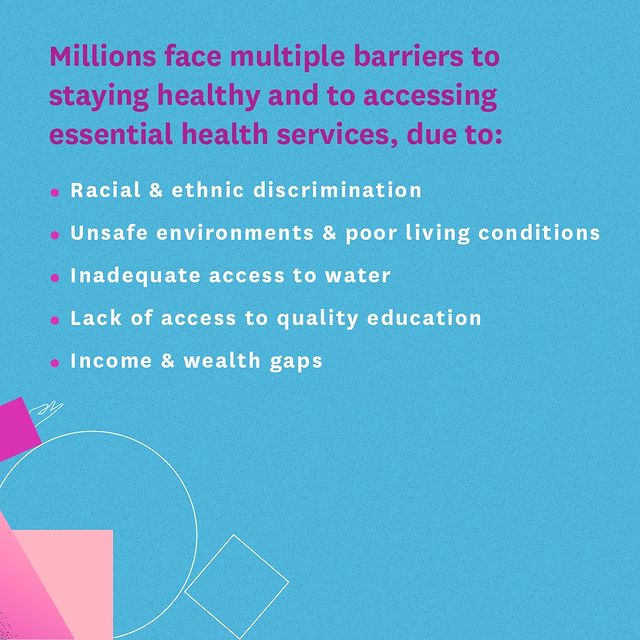 Millions face multiple barriers to
staying healthy and to accessing
essential health services, due to:
• Racial & ethnic discrimination
• Unsafe environments & poor living conditions
• Inadequate access to water
• Lack of access to quality education
• Income & wealth gaps